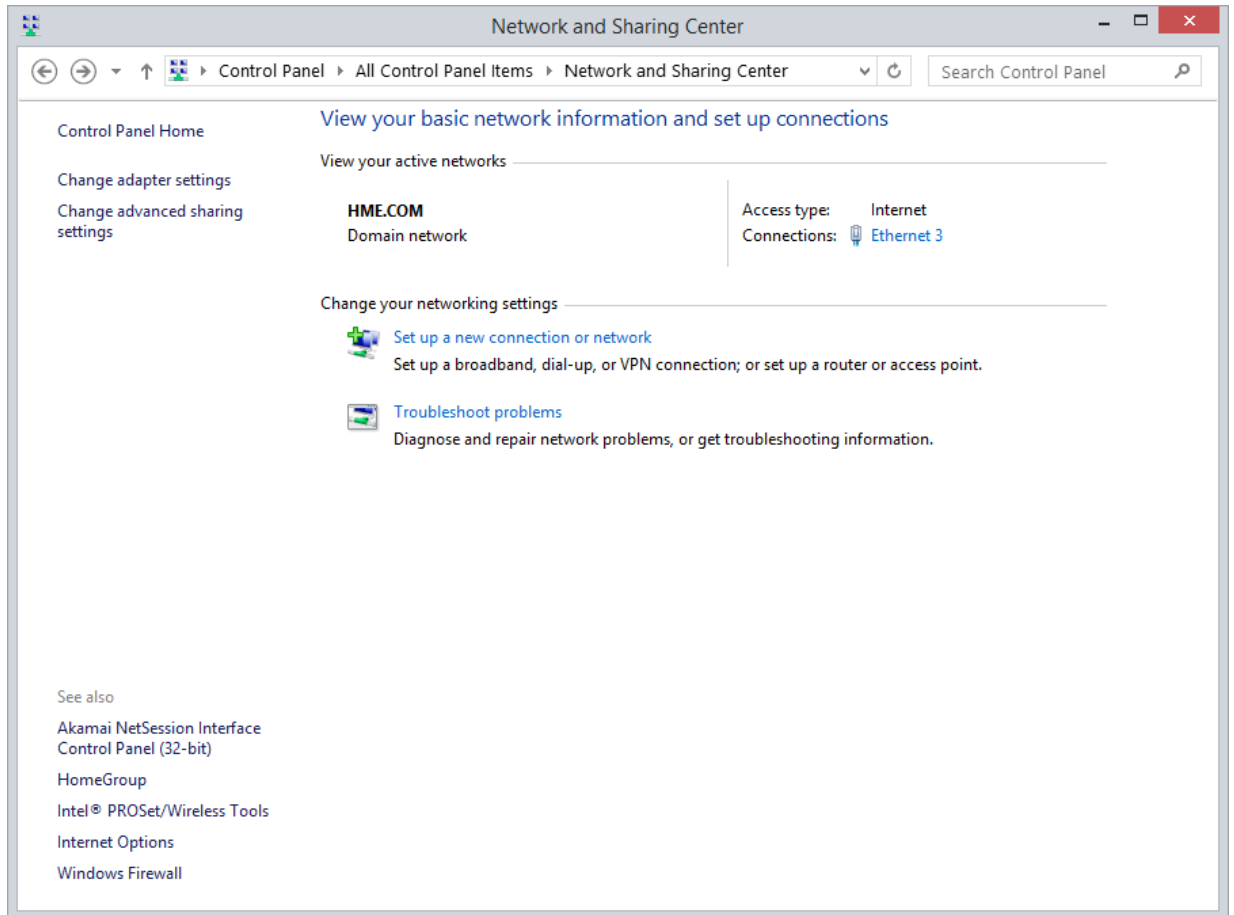 Network and Sharing Center
Control Panel All Control Panel Items Network and Sharing Center
Search Control Panel
Control Panel Home
Change adapter settings
Change advanced sharing
settings
View your basic network information and set up connections
View your active networks
HME.COM
Domain network
Access type: Internet
Connections: Ethernet 3
Change your networking settings
Set up a new connection or network
Set up a broadband, dial-up, or VPN connection; or set up a router or access point.
Troubleshoot problems
Diagnose and repair network problems, or get troubleshooting information.
See also
Akamai NetSession Interface
Control Panel (32-bit)
HomeGroup
Intel® PROSet/Wireless Tools
Internet Options
Windows Firewall